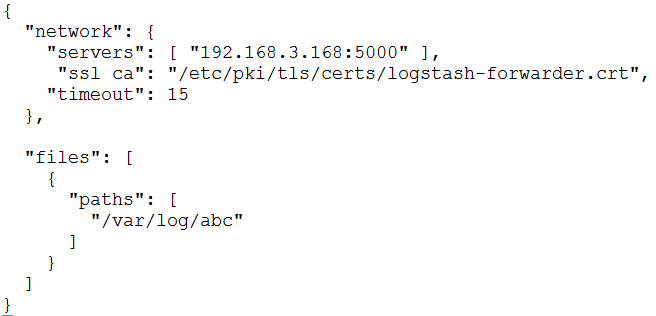 {
  "network": {
    "servers": [ "192.168.3.168:5000" ],
     "ssl ca": "/etc/pki/tls/certs/logstash-forwarder.crt",
    "timeout": 15
  },

  "files": [
    {
      "paths": [
        "/var/log/abc"
      ]
    }
  ]
}